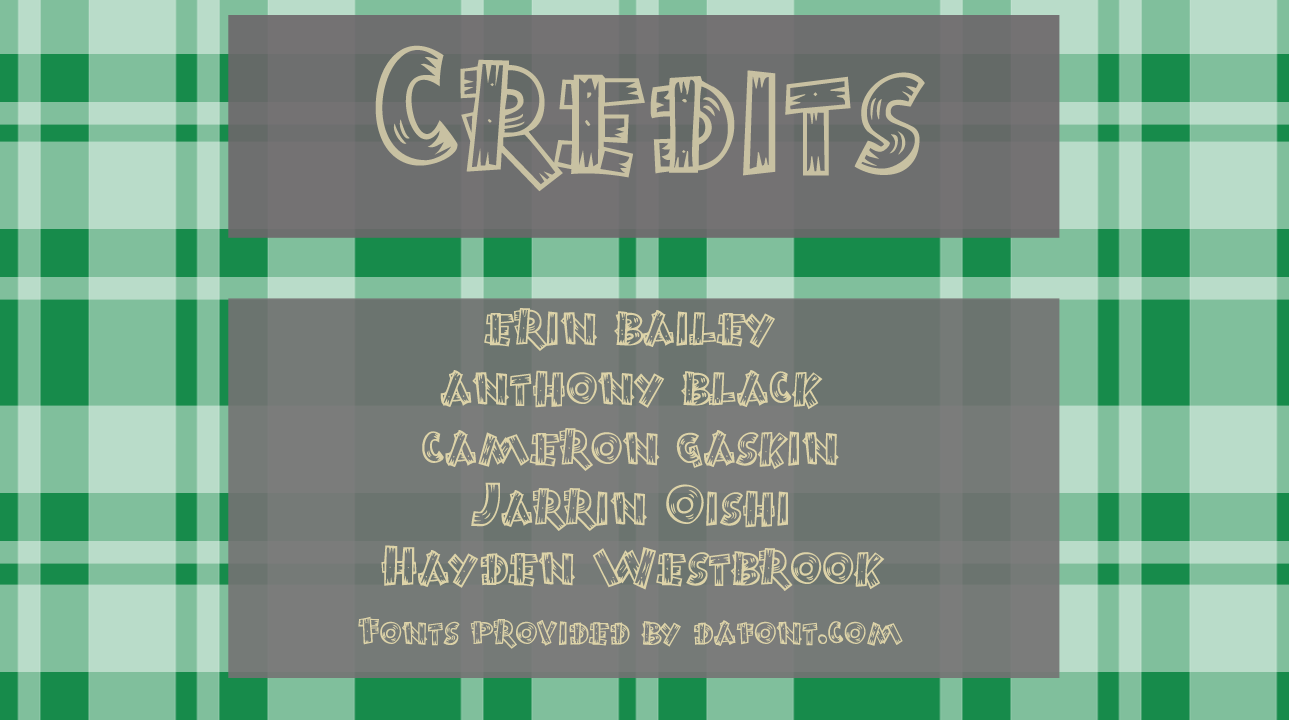 Credits
Erin Bailey
Anthony Black
Cameron Gaskin
Jarrin Oishi
Hayden Westbrook
Fonts provided by dafont.com